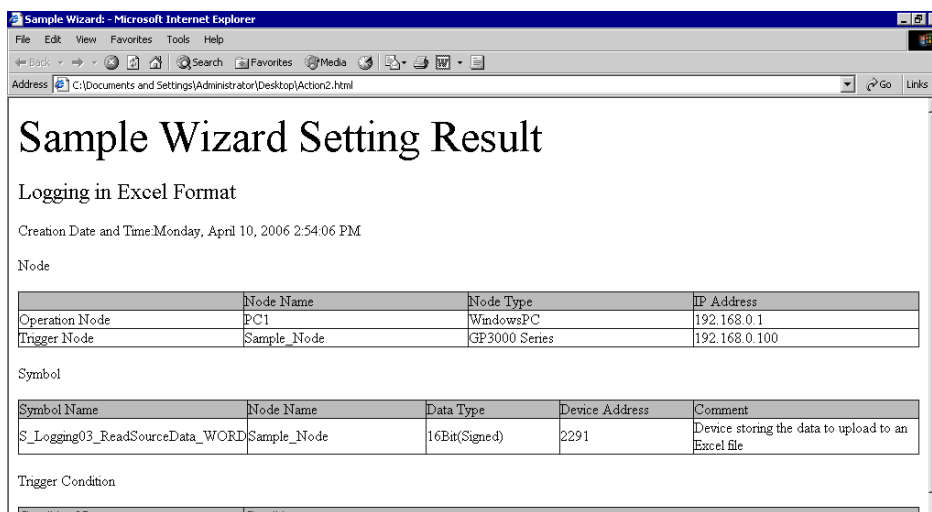 Sample Wizard: - Microsoft Internet Explorer
File Edit View Favorites Tools Help
Back Search Favorites Media
Address C:\Documents and Settings\Administrator\Desktop\Action2.html Go Links
Sample Wizard Setting Result
Logging in Excel Format
Creation Date and Time:Monday, April 10, 2006 2:54:06 PM
Node
Node Name Node Type IP Address
Operation Node PC1 WindowsPC 192.168.0.1
Trigger Node Sample_Node GP3000 Series 192.168.0.100
Symbol
Symbol Name Node Name Data Type Device Address Comment
S_Logging03_ReadSourceData_WORD Sample_Node 16Bit(Signed) 2291 Device storing the data to upload to an
Excel file
Trigger Condition